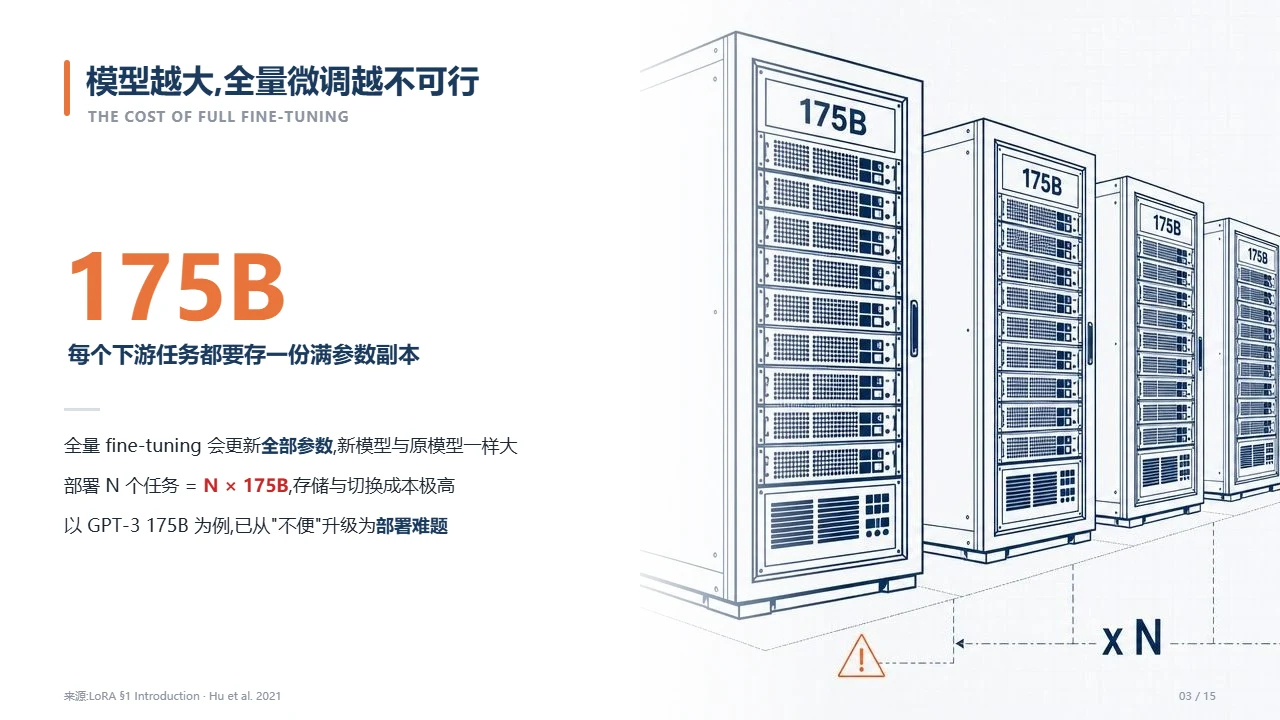 模型越大,全量微调越不可行
THE COST OF FULL FINE-TUNING
175B
每个下游任务都要存一份满参数副本
全量 fine-tuning 会更新全部参数,新模型与原模型一样大
部署 N 个任务 = N × 175B,存储与切换成本极高
以 GPT-3 175B 为例,已从"不便"升级为部署难题
175B
175B
175B
175B
x N
来源:LoRA §1 Introduction · Hu et al. 2021
03 / 15